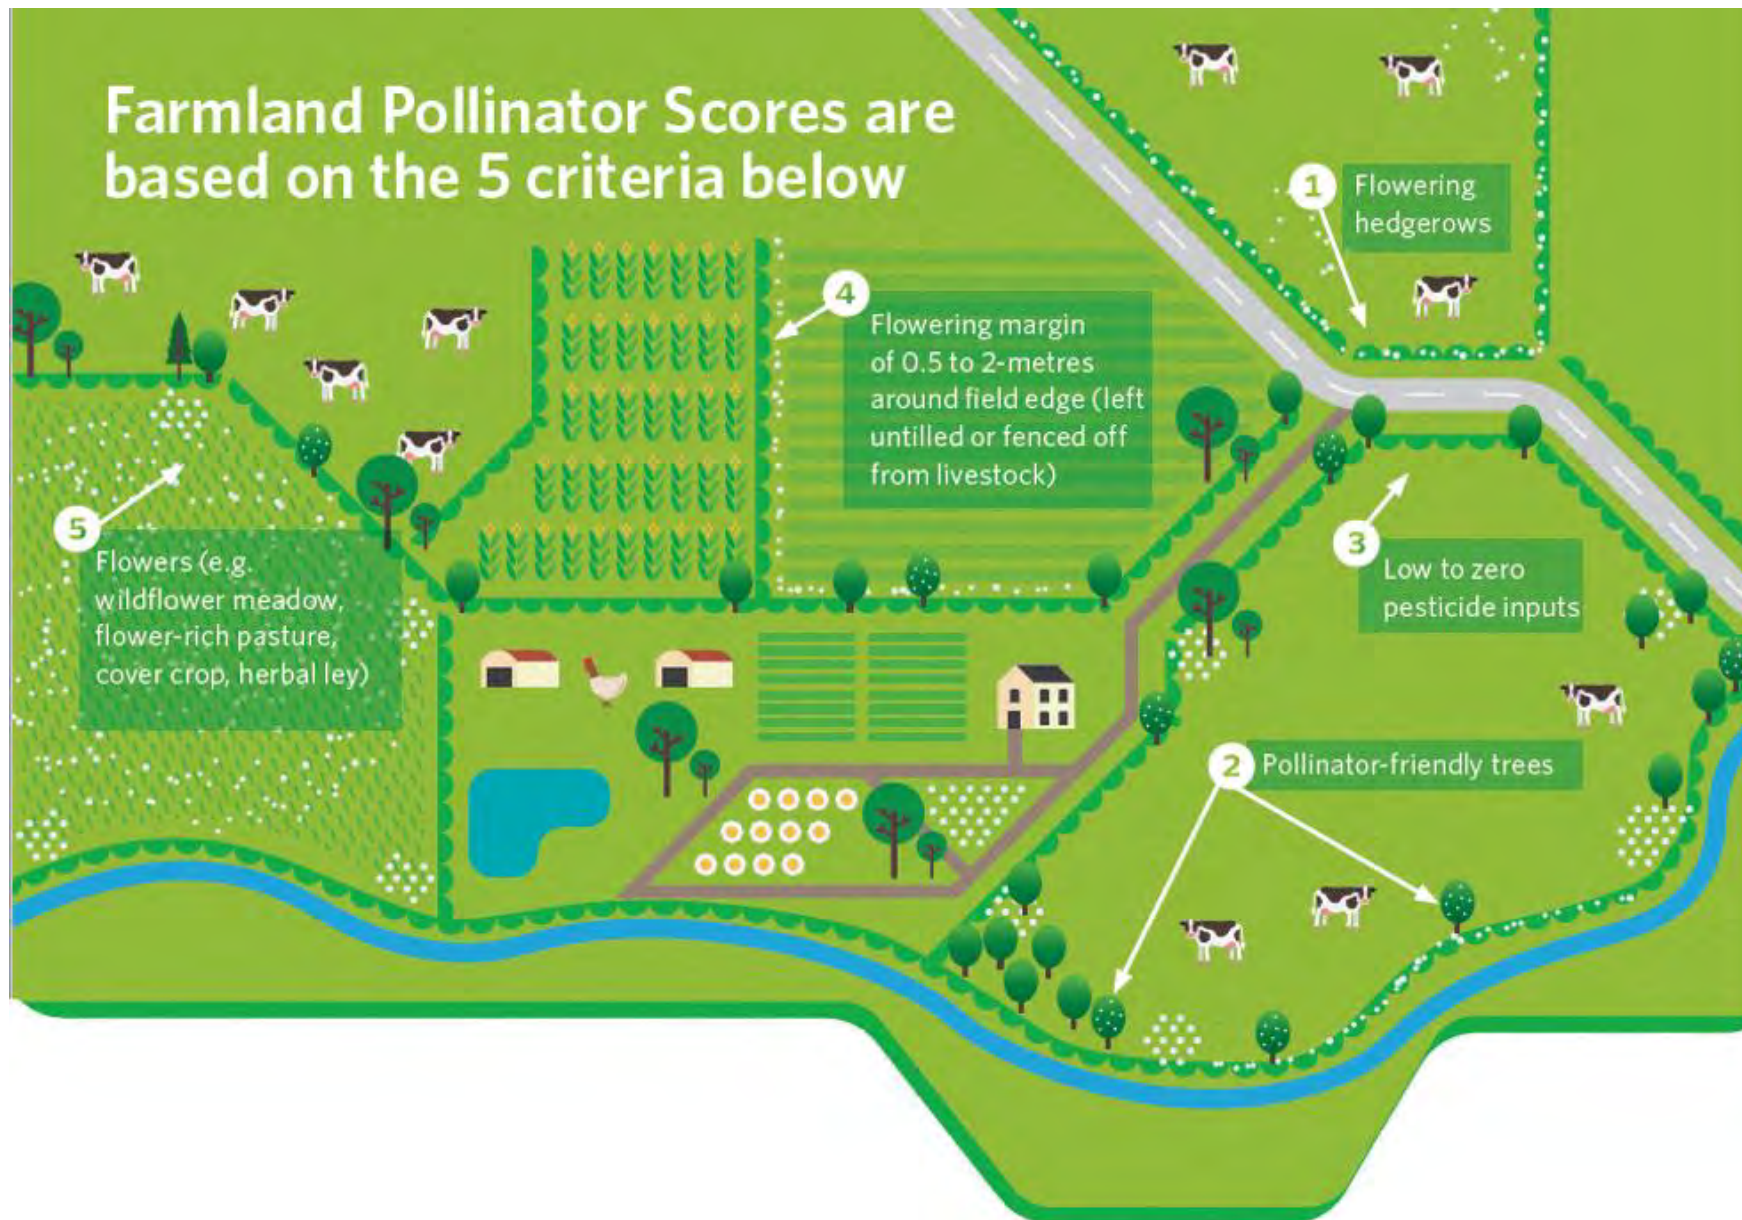 Farmland Pollinator Scores are
based on the 5 criteria below
1
Flowering
hedgerows
4
Flowering margin
of 0.5 to 2-metres
around field edge (left
untilled or fenced off
from livestock)
5
Flowers (e.g.
wildflower meadow,
flower-rich pasture,
cover crop, herbal ley)
3
Low to zero
pesticide inputs
2
Pollinator-friendly trees